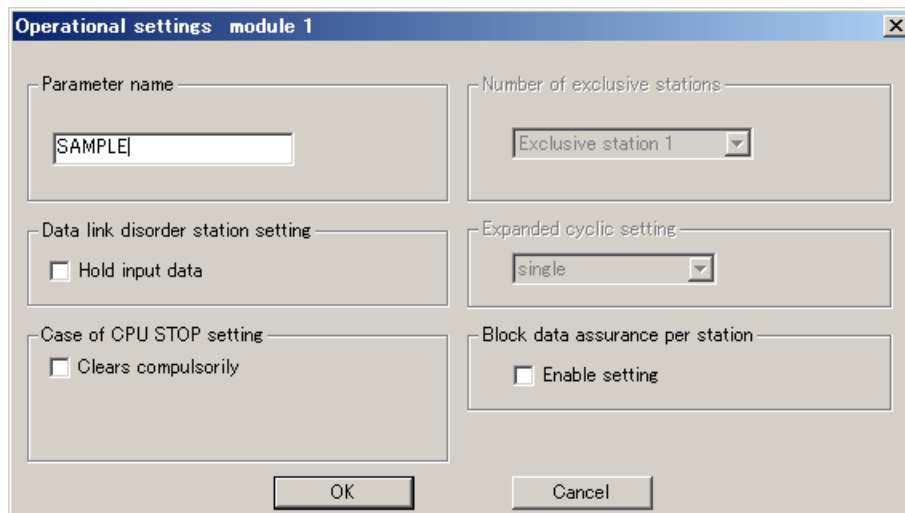 Operational settings module 1
Parameter name
SAMPLE
Number of exclusive stations
Exclusive station 1
Data link disorder station setting
Hold input data
Expanded cyclic setting
single
Case of CPU STOP setting
Clears compulsorily
Block data assurance per station
Enable setting
OK
Cancel